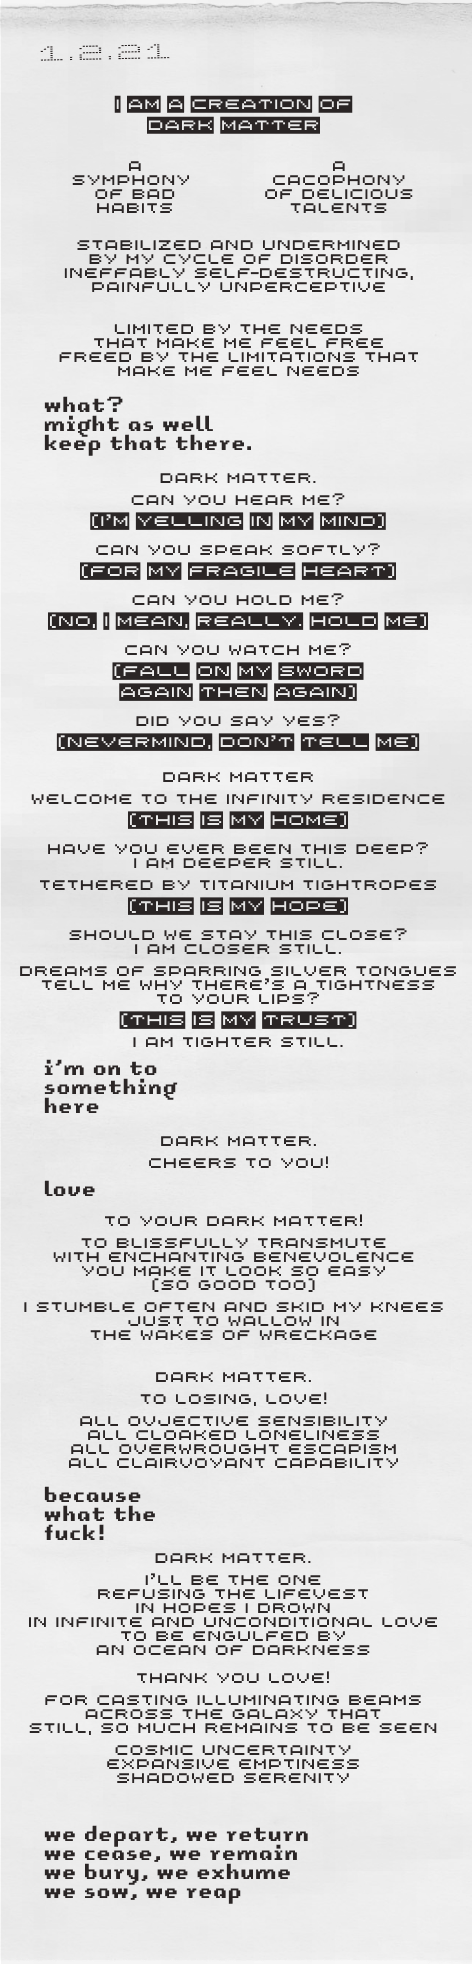 1.2.21
I AM A CREATION OF
DARK MATTER
A
SYMPHONY
OF BAD
HABITS
A
CACOPHONY
OF DELICIOUS
TALENTS
STABILIZED AND UNDERMINED
BY MY CYCLE OF DISORDER
INEFFABLY SELF-DESTRUCTING,
PAINFULLY UNPERCEPTIVE
LIMITED BY THE NEEDS
THAT MAKE ME FEEL FREE
FREED BY THE LIMITATIONS THAT
MAKE ME FEEL NEEDS
what?
might as well
keep that there.
DARK MATTER.
CAN YOU HEAR ME?
(I'M YELLING IN MY MIND)
CAN YOU SPEAK SOFTLY?
(FOR MY FRAGILE HEART)
CAN YOU HOLD ME?
(NO, I MEAN, REALLY. HOLD ME)
CAN YOU WATCH ME?
(FALL ON MY SWORD
AGAIN THEN AGAIN)
DID YOU SAY YES?
(NEVERMIND, DON'T TELL ME)
DARK MATTER
WELCOME TO THE INFINITY RESIDENCE
(THIS IS MY HOME)
HAVE YOU EVER BEEN THIS DEEP?
I AM DEEPER STILL.
TETHERED BY TITANIUM TIGHTROPES
(THIS IS MY HOPE)
SHOULD WE STAY THIS CLOSE?
I AM CLOSER STILL.
DREAMS OF SPARRING SILVER TONGUES
TELL ME WHY THERE'S A TIGHTNESS
TO YOUR LIPS?
(THIS IS MY TRUST)
I AM TIGHTER STILL.
i'm on to
something
here
DARK MATTER.
CHEERS TO YOU!
love
TO YOUR DARK MATTER!
TO BLISSFULLY TRANSMUTE
WITH ENCHANTING BENEVOLENCE
YOU MAKE IT LOOK SO EASY
(SO GOOD TOO)
I STUMBLE OFTEN AND SKID MY KNEES
JUST TO WALLOW IN
THE WAKES OF WRECKAGE
DARK MATTER.
TO LOSING, LOVE!
ALL OVJECTIVE SENSIBILITY
ALL CLOAKED LONELINESS
ALL OVERWROUGHT ESCAPISM
ALL CLAIRVOYANT CAPABILITY
because
what the
fuck!
DARK MATTER.
I'LL BE THE ONE
REFUSING THE LIFEVEST
IN HOPES I DROWN
IN INFINITE AND UNCONDITIONAL LOVE
TO BE ENGULFED BY
AN OCEAN OF DARKNESS
THANK YOU LOVE!
FOR CASTING ILLUMINATING BEAMS
ACROSS THE GALAXY THAT
STILL, SO MUCH REMAINS TO BE SEEN
COSMIC UNCERTAINTY
EXPANSIVE EMPTINESS
SHADOWED SERENITY
we depart, we return
we cease, we remain
we bury, we exhume
we sow, we reap